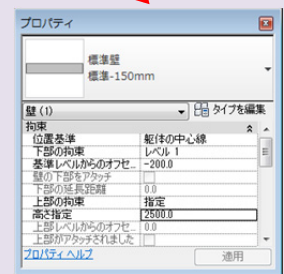 プロパティ
標準壁
標準-150mm
壁 (1)
タイプを編集
拘束
位置基準 躯体の中心線
下部の拘束 レベル 1
基準レベルからのオフセ... -200.0
壁の下部をアタッチ
下部の延長距離 0.0
上部の拘束 指定
高さ指定 2500.0
上部レベルからのオフセ... 0.0
上部がアタッチされました
プロパティ ヘルプ
適用